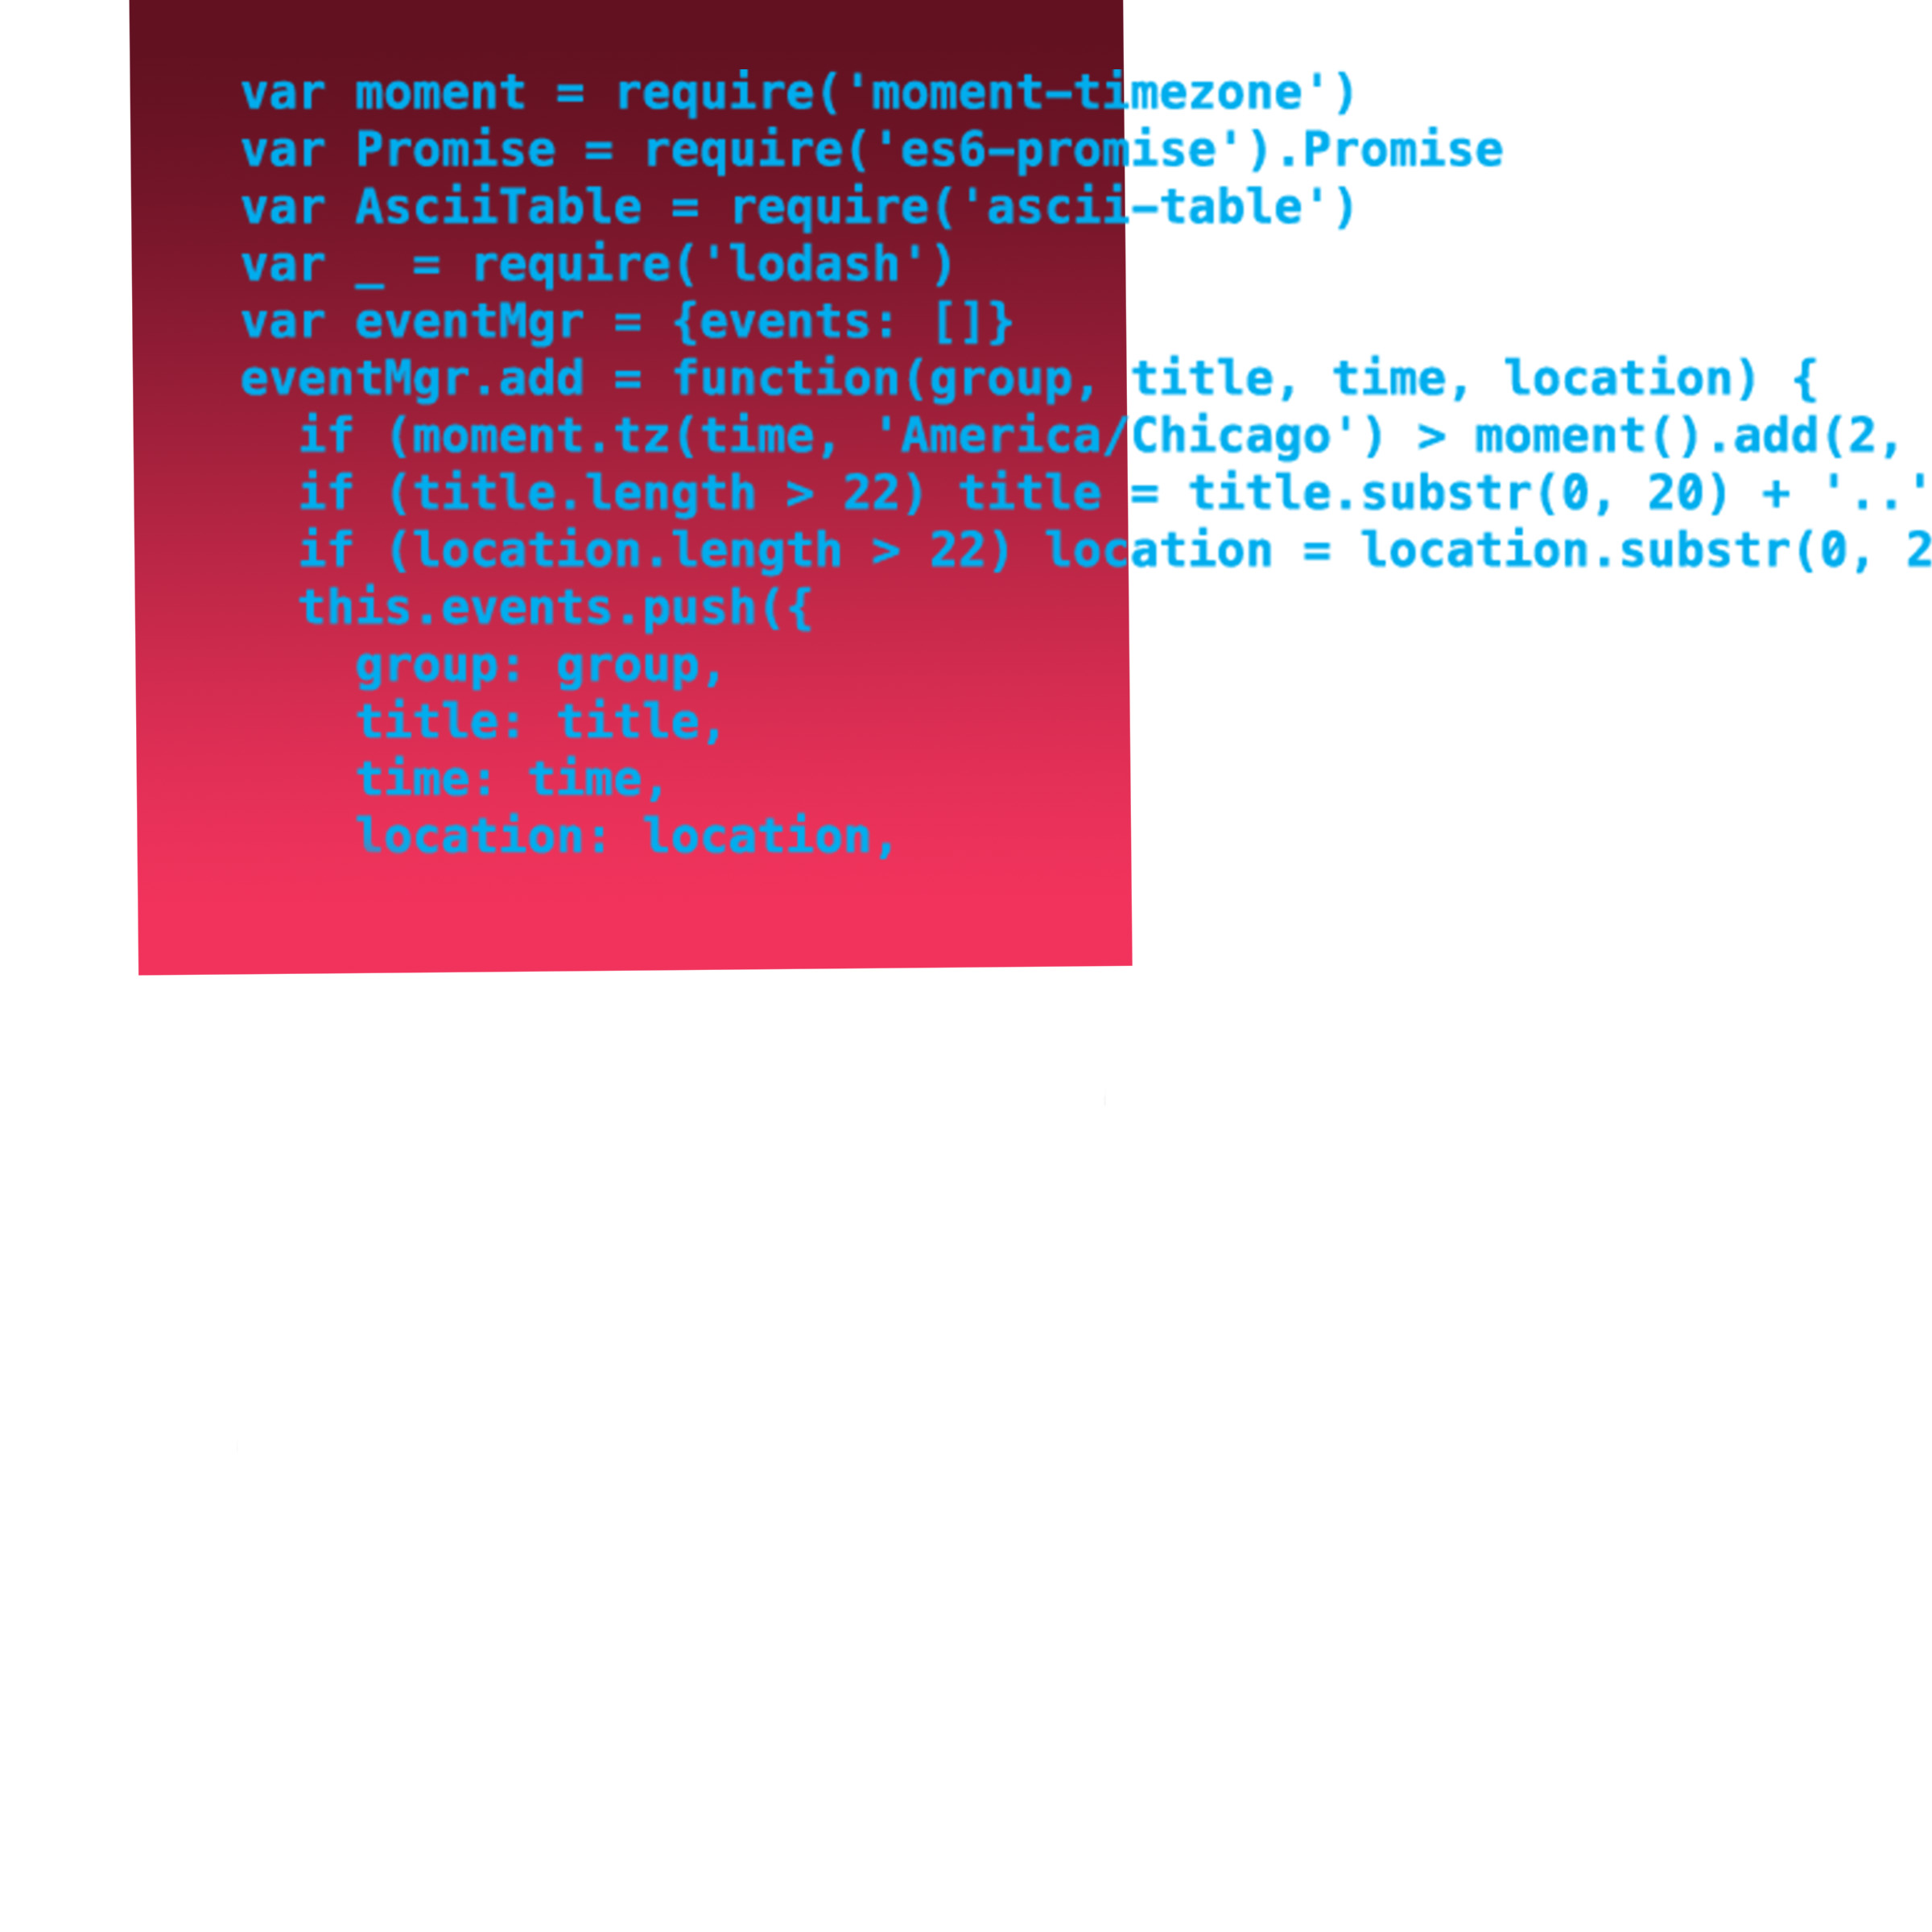 var moment = require('moment-timezone')
var Promise = require('es6-promise').Promise
var AsciiTable = require('ascii-table')
var _ = require('lodash')
var eventMgr = {events: []}
eventMgr.add = function(group, title, time, location) {
  if (moment.tz(time, 'America/Chicago') > moment().add(2,
  if (title.length > 22) title = title.substr(0, 20) + '..'
  if (location.length > 22) location = location.substr(0, 2
  this.events.push({
    group: group,
    title: title,
    time: time,
    location: location,